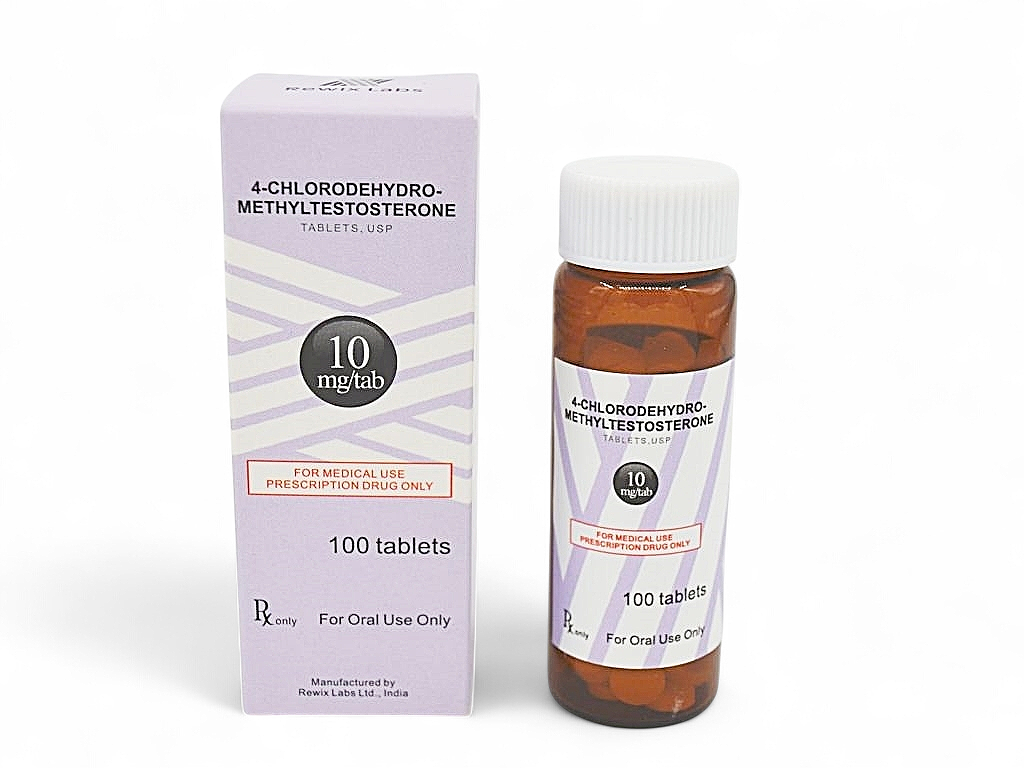 Rewix Labs
4-CHLORODEHYDRO-
METHYLTESTOSTERONE
TABLETS, USP
10
mg/tab
FOR MEDICAL USE
PRESCRIPTION DRUG ONLY
100 tablets
Rx only
For Oral Use Only
Manufactured by
Rewix Labs Ltd., India
4-CHLORODEHYDRO-
METHYLTESTOSTERONE
TABLETS,USP
10
mg/tab
FOR MEDICAL USE
PRESCRIPTION DRUG ONLY
100 tablets
Rx only
For Oral Use Only